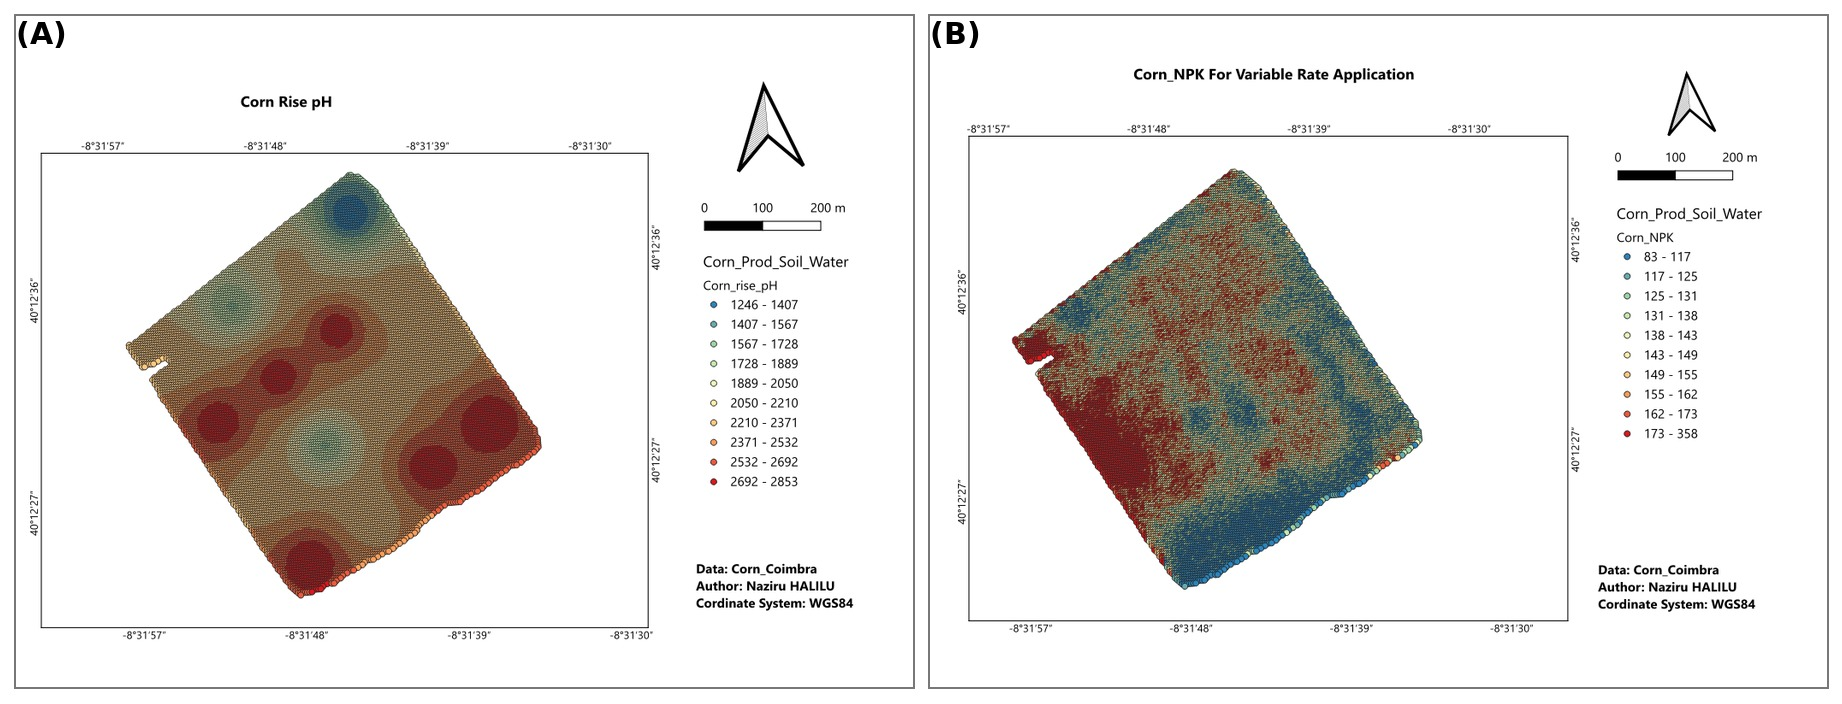 (A)
Corn Rise pH
-8°31'57"
-8°31'48"
-8°31'39"
-8°31'30"
40°12'36"
40°12'27"
40°12'36"
40°12'27"
-8°31'57"
-8°31'48"
-8°31'39"
-8°31'30"
0 100 200 m
Corn_Prod_Soil_Water
Corn_rise_pH
1246 - 1407
1407 - 1567
1567 - 1728
1728 - 1889
1889 - 2050
2050 - 2210
2210 - 2371
2371 - 2532
2532 - 2692
2692 - 2853
Data: Corn_Coimbra
Author: Naziru HALILU
Cordinate System: WGS84
(B)
Corn_NPK For Variable Rate Application
-8°31'57"
-8°31'48"
-8°31'39"
-8°31'30"
40°12'36"
40°12'27"
40°12'36"
40°12'27"
-8°31'57"
-8°31'48"
-8°31'39"
-8°31'30"
0 100 200 m
Corn_Prod_Soil_Water
Corn_NPK
83 - 117
117 - 125
125 - 131
131 - 138
138 - 143
143 - 149
149 - 155
155 - 162
162 - 173
173 - 358
Data: Corn_Coimbra
Author: Naziru HALILU
Cordinate System: WGS84